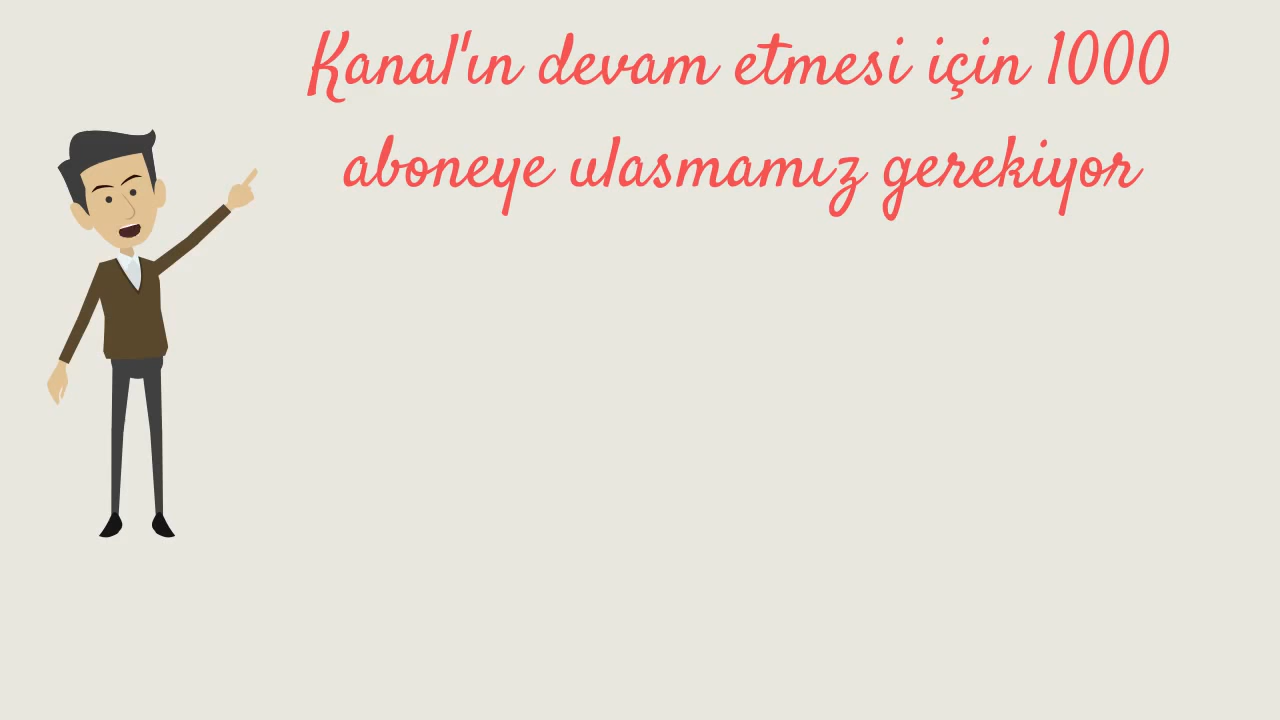 Kanal'ın devam etmesi için 1000
aboneye ulasmamız gerekiyor